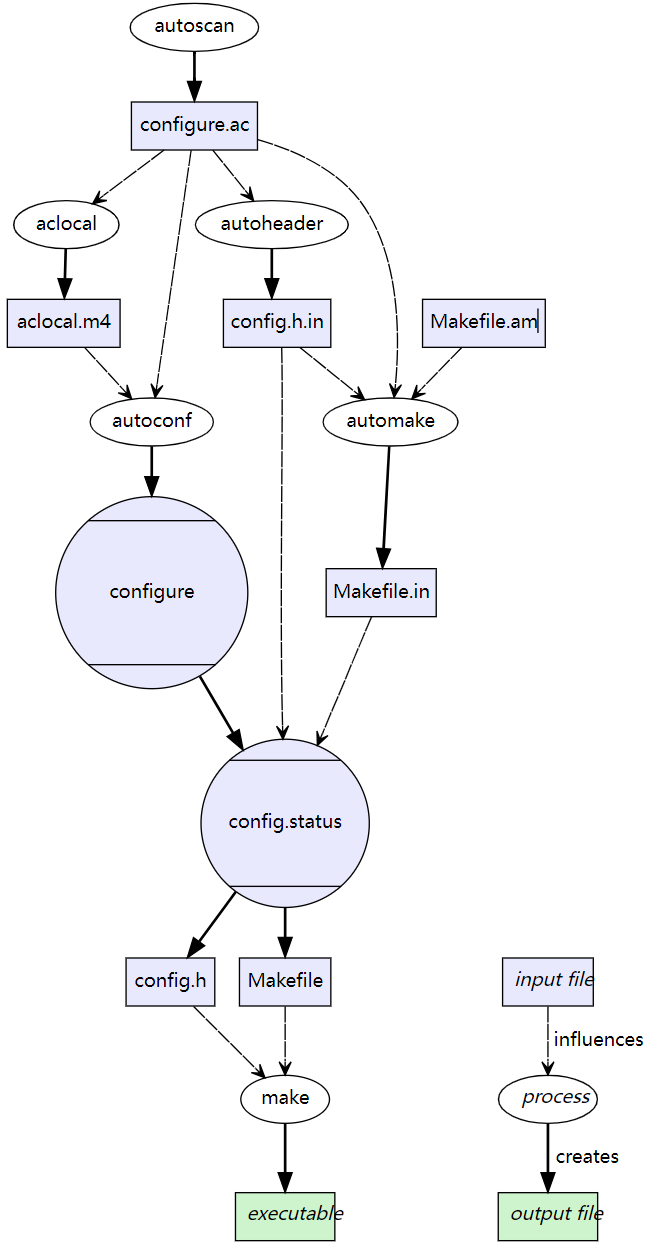 autoscan
configure.ac
aclocal
autoheader
aclocal.m4
config.h.in
Makefile.am
autoconf
automake
configure
Makefile.in
config.status
config.h
Makefile
input file
influences
make
process
creates
executable
output file